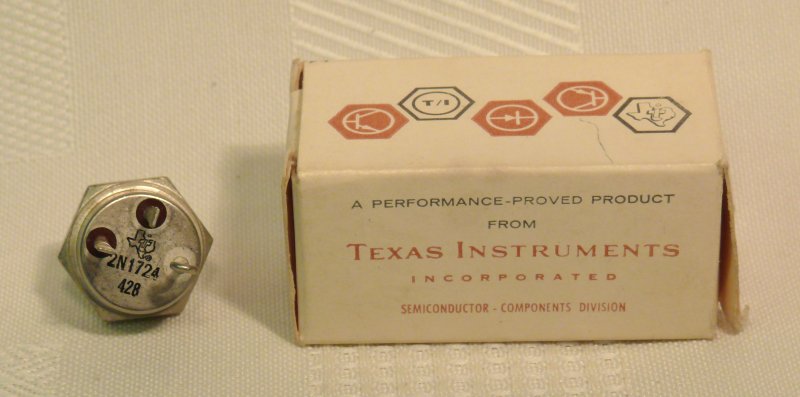 T/I
A PERFORMANCE-PROVED PRODUCT
FROM
TEXAS INSTRUMENTS
INCORPORATED
SEMICONDUCTOR - COMPONENTS DIVISION
2N1724
428